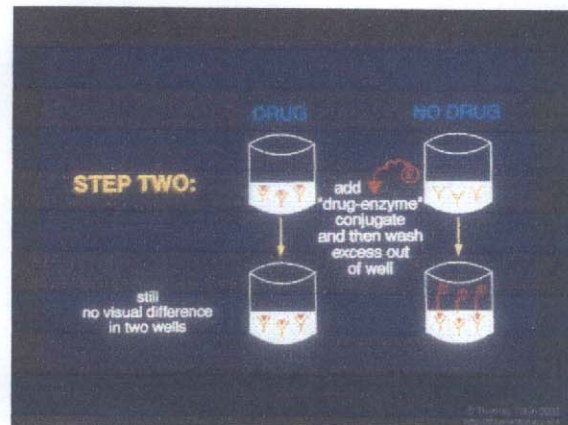 DRUG
NO DRUG
STEP TWO:
add
"drug-enzyme"
conjugate
and then wash
excess out
of well
still
no visual difference
in two wells